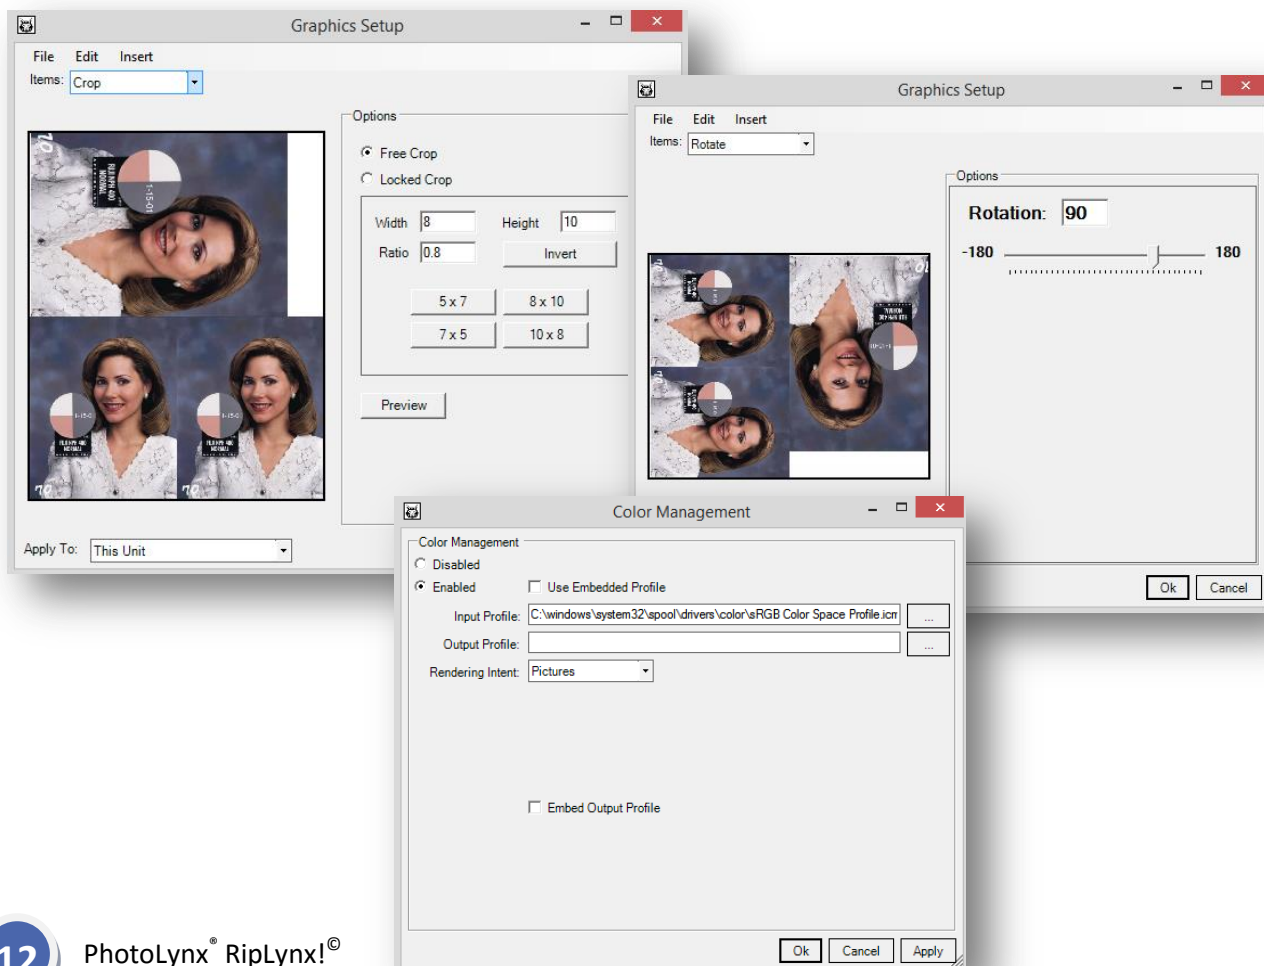 Graphics Setup
File Edit Insert
Items: Crop
Options
Free Crop
Locked Crop
Width 8 Height 10
Ratio 0.8 Invert
5 x 7 8 x 10
7 x 5 10 x 8
Preview
Apply To: This Unit
Graphics Setup
File Edit Insert
Items: Rotate
Options
Rotation: 90
-180 180
Ok Cancel
Color Management
Color Management
Disabled
Enabled Use Embedded Profile
Input Profile: C:\windows\system32\spool\drivers\color\sRGB Color Space Profile.icm ...
Output Profile: ...
Rendering Intent: Pictures
Embed Output Profile
Ok Cancel Apply
12 PhotoLynx® RipLynx!©